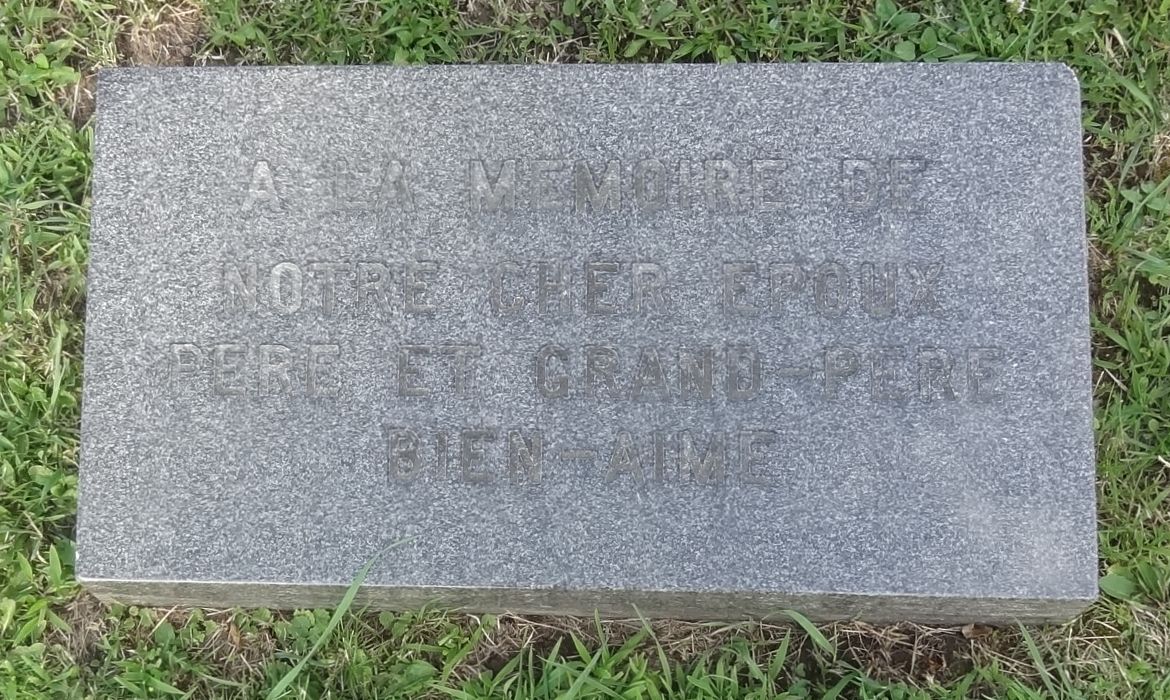 A LA MEMOIRE DE
NOTRE CHER EPOUX
PERE ET GRAND-PERE
BIEN-AIME